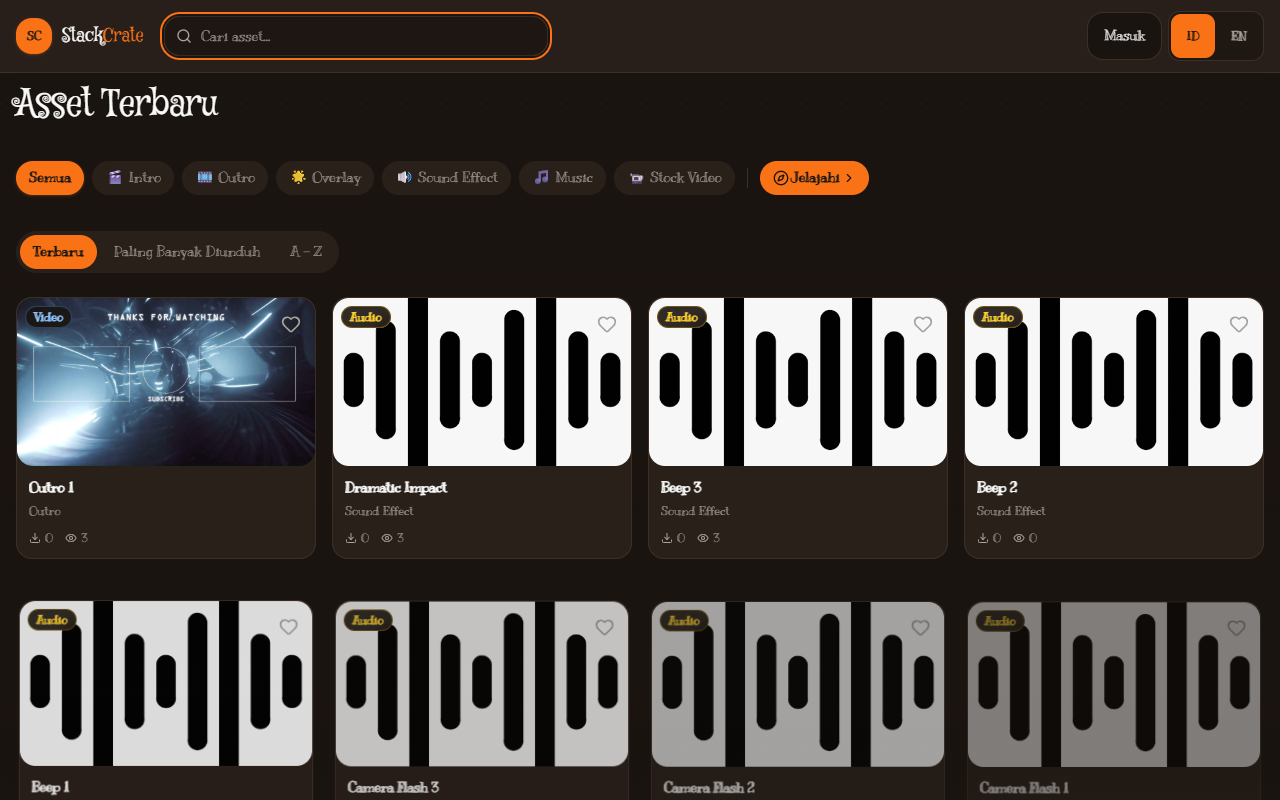 SC StackCrate Cari asset... Masuk ID EN
Asset Terbaru
Semua Intro Outro Overlay Sound Effect Music Stock Video Jelajahi
Terbaru Paling Banyak Diunduh A – Z
Video THANKS FOR WATCHING Audio Audio Audio
SUBSCRIBE
Outro 1 Dramatic Impact Beep 3 Beep 2
Outro Sound Effect Sound Effect Sound Effect
0 3 0 3 0 3 0 0
Audio Audio Audio Audio
Beep 1 Camera Flash 3 Camera Flash 2 Camera Flash 1